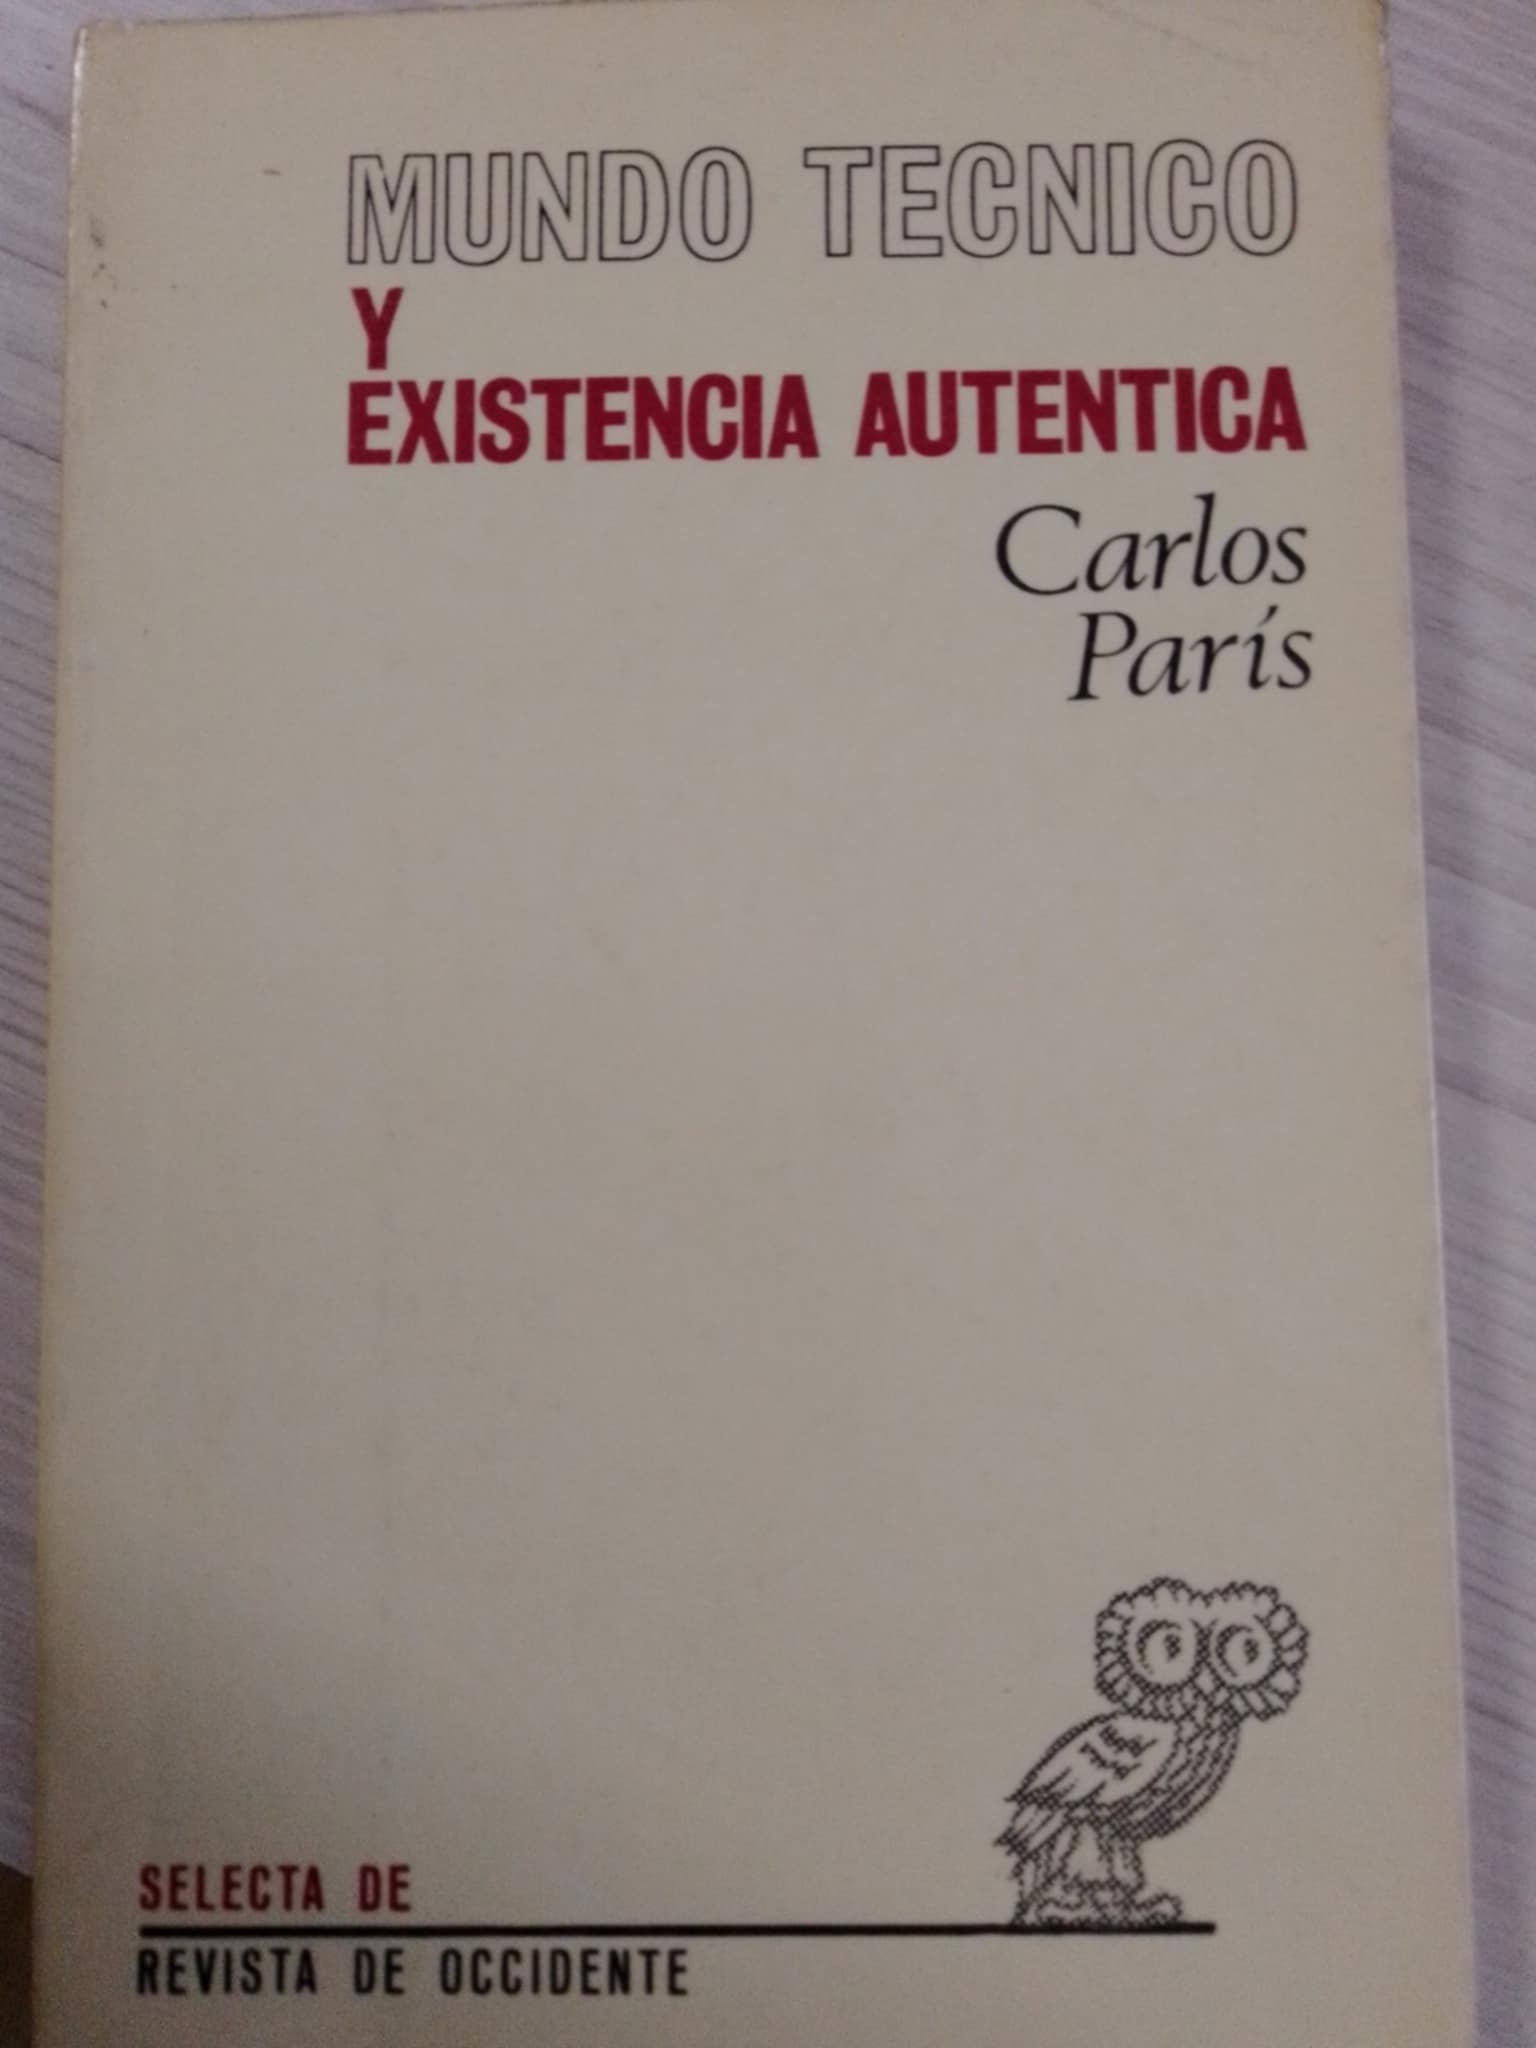 MUNDO TECNICO
Y
EXISTENCIA AUTENTICA
Carlos
París
SELECTA DE
REVISTA DE OCCIDENTE